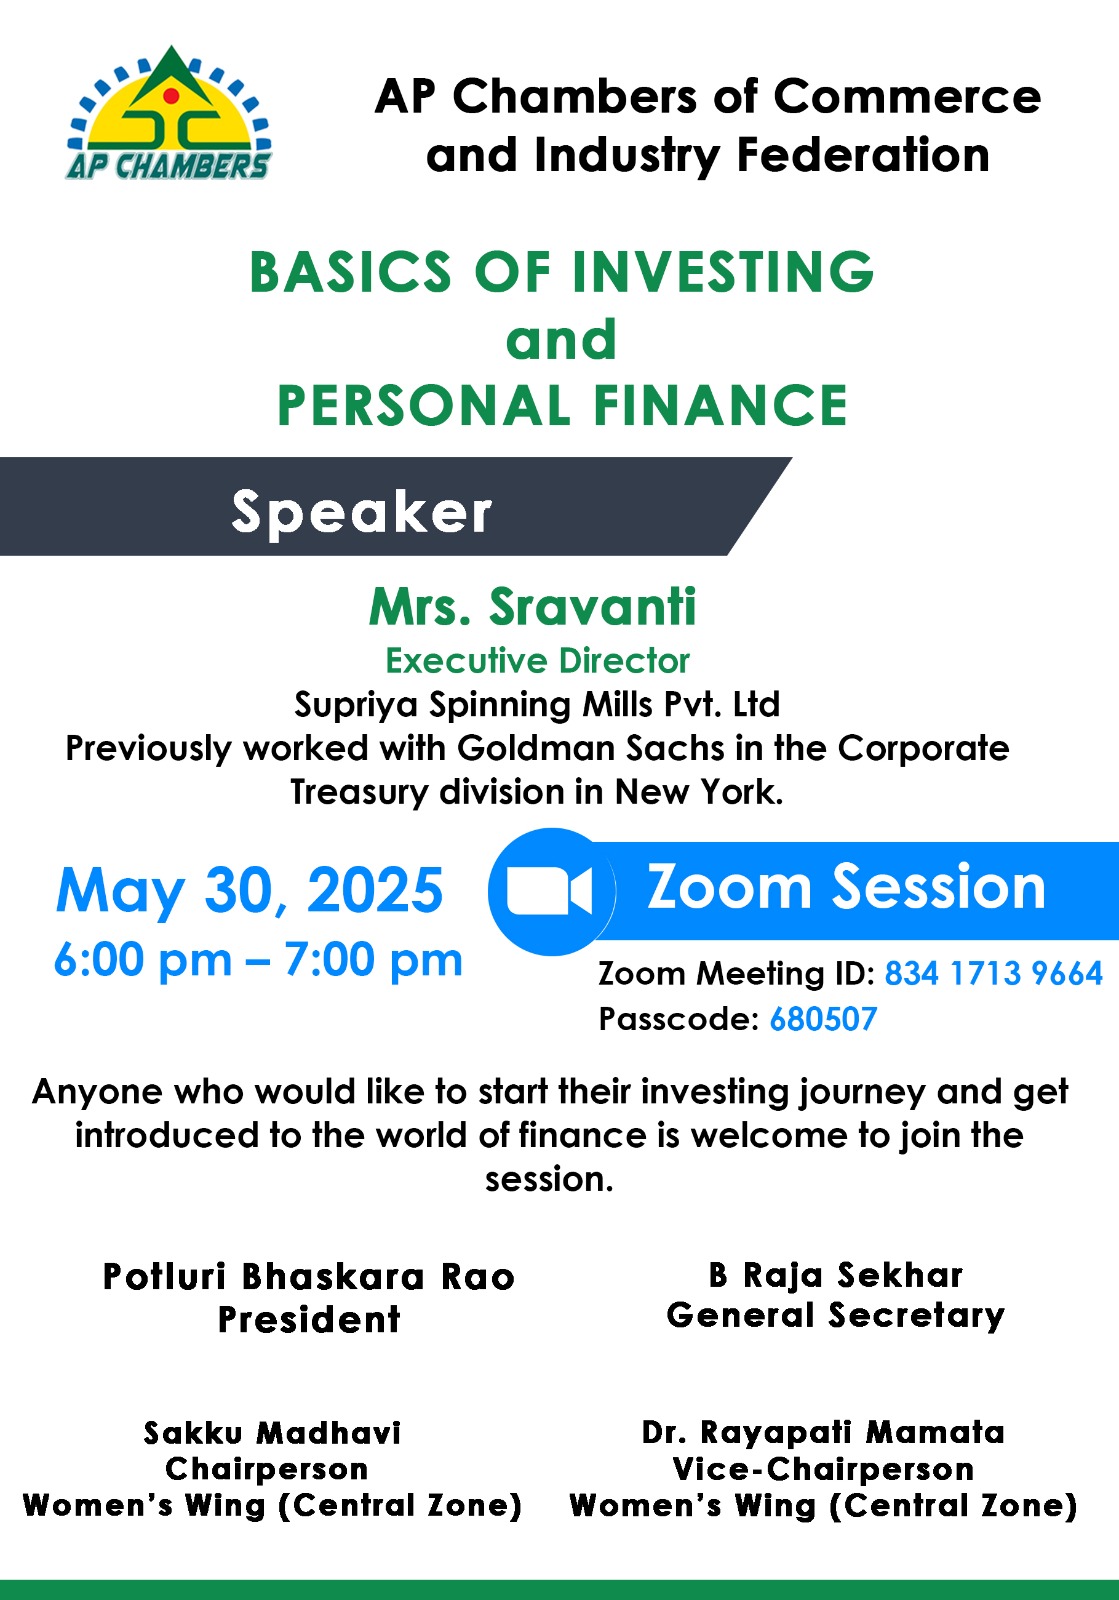 AP CHAMBERS
AP Chambers of Commerce
and Industry Federation
BASICS OF INVESTING
and
PERSONAL FINANCE
Speaker
Mrs. Sravanti
Executive Director
Supriya Spinning Mills Pvt. Ltd
Previously worked with Goldman Sachs in the Corporate
Treasury division in New York.
May 30, 2025
6:00 pm – 7:00 pm
Zoom Session
Zoom Meeting ID: 834 1713 9664
Passcode: 680507
Anyone who would like to start their investing journey and get
introduced to the world of finance is welcome to join the
session.
Potluri Bhaskara Rao
President
B Raja Sekhar
General Secretary
Sakku Madhavi
Chairperson
Women's Wing (Central Zone)
Dr. Rayapati Mamata
Vice-Chairperson
Women's Wing (Central Zone)